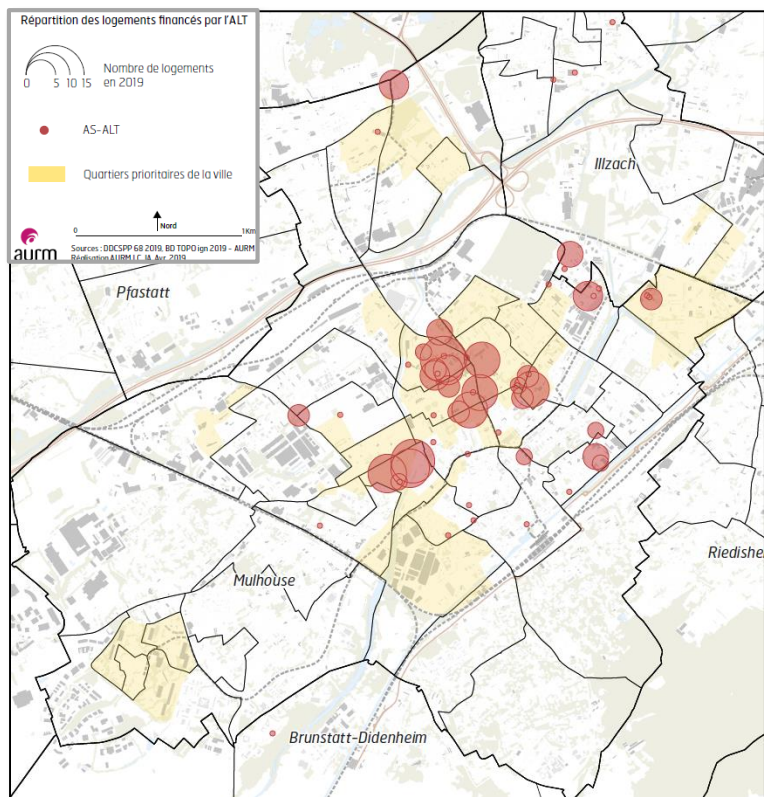 Répartition des logements financés par l'ALT
0 5 10 15
Nombre de logements
en 2019
AS-ALT
Quartiers prioritaires de la ville
Nord
0 1Km
aurm
Sources : DDCSPP 68 2019, BD TOPO ign 2019 - AURM
Réalisation AURM LC, JA, Avr. 2019
Illzach
Pfastatt
Riedishe
Mulhouse
Brunstatt-Didenheim